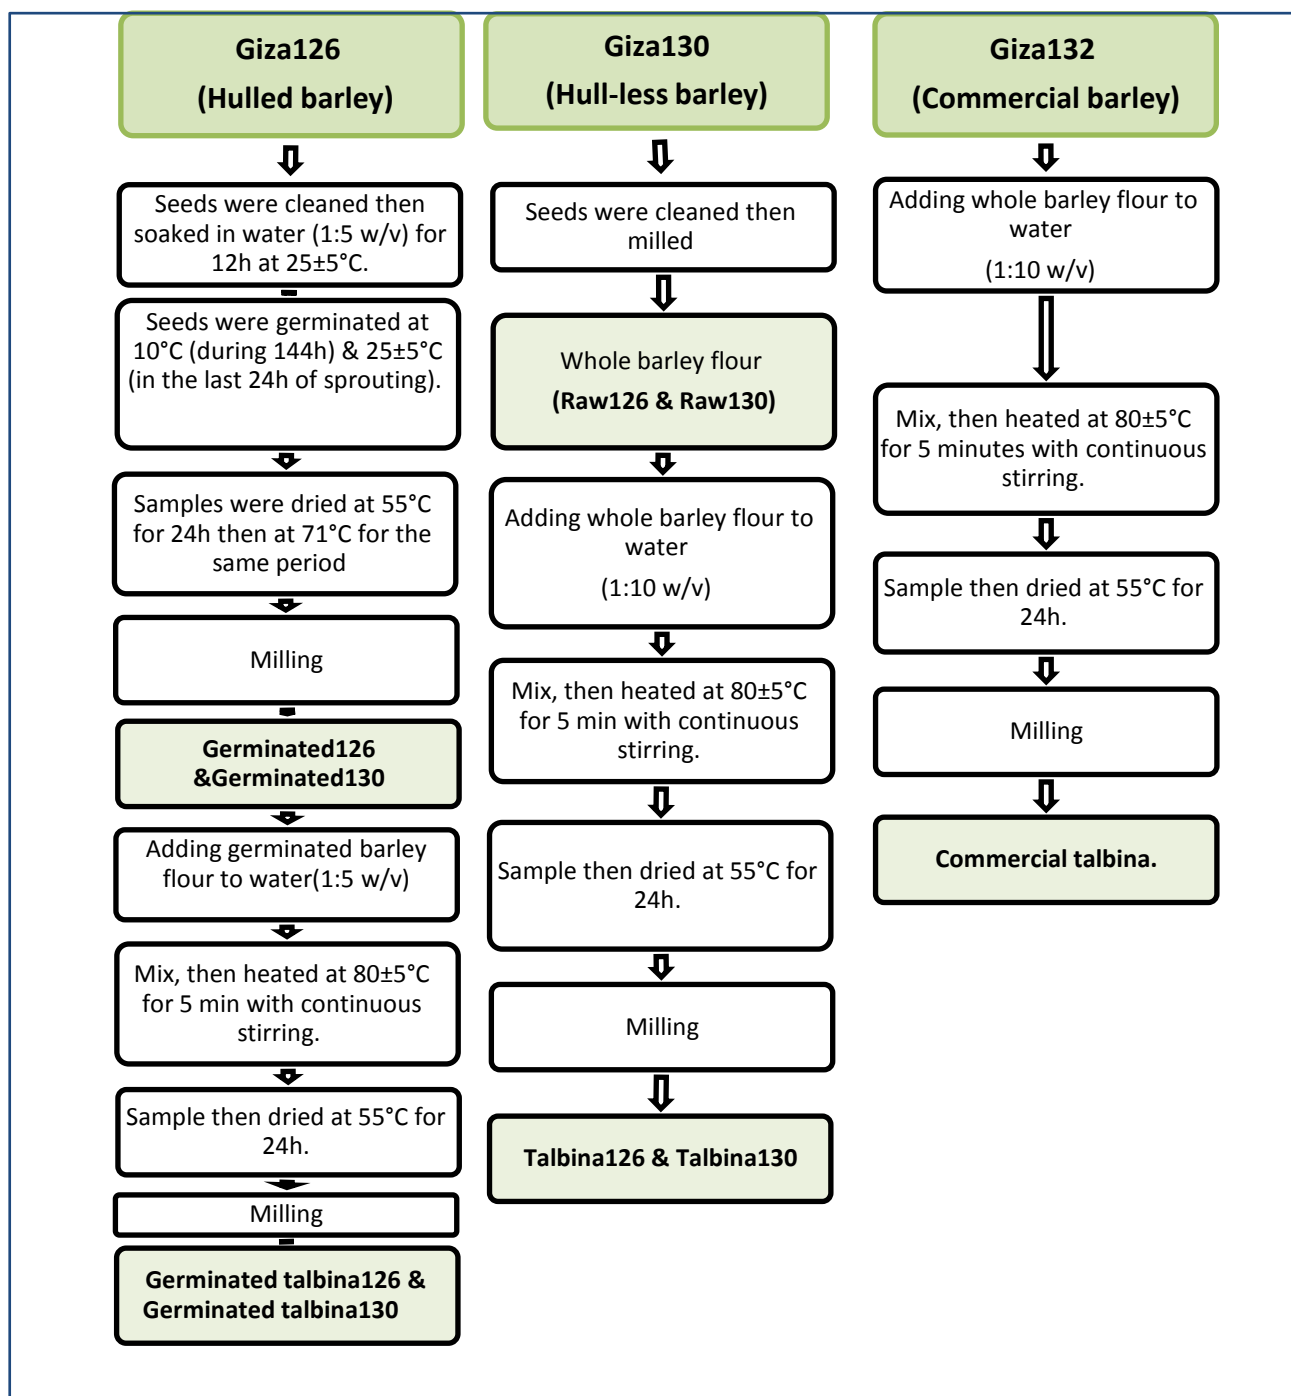 Giza126
(Hulled barley)
Seeds were cleaned then
soaked in water (1:5 w/v) for
12h at 25±5°C.
Seeds were germinated at
10°C (during 144h) & 25±5°C
(in the last 24h of sprouting).
Samples were dried at 55°C
for 24h then at 71°C for the
same period
Milling
Germinated126
&Germinated130
Adding germinated barley
flour to water(1:5 w/v)
Mix, then heated at 80±5°C
for 5 min with continuous
stirring.
Sample then dried at 55°C for
24h.
Milling
Germinated talbina126 &
Germinated talbina130
Giza130
(Hull-less barley)
Seeds were cleaned then
milled
Whole barley flour
(Raw126 & Raw130)
Adding whole barley flour to
water
(1:10 w/v)
Mix, then heated at 80±5°C
for 5 min with continuous
stirring.
Sample then dried at 55°C for
24h.
Milling
Talbina126 & Talbina130
Giza132
(Commercial barley)
Adding whole barley flour to
water
(1:10 w/v)
Mix, then heated at 80±5°C
for 5 minutes with continuous
stirring.
Sample then dried at 55°C for
24h.
Milling
Commercial talbina.